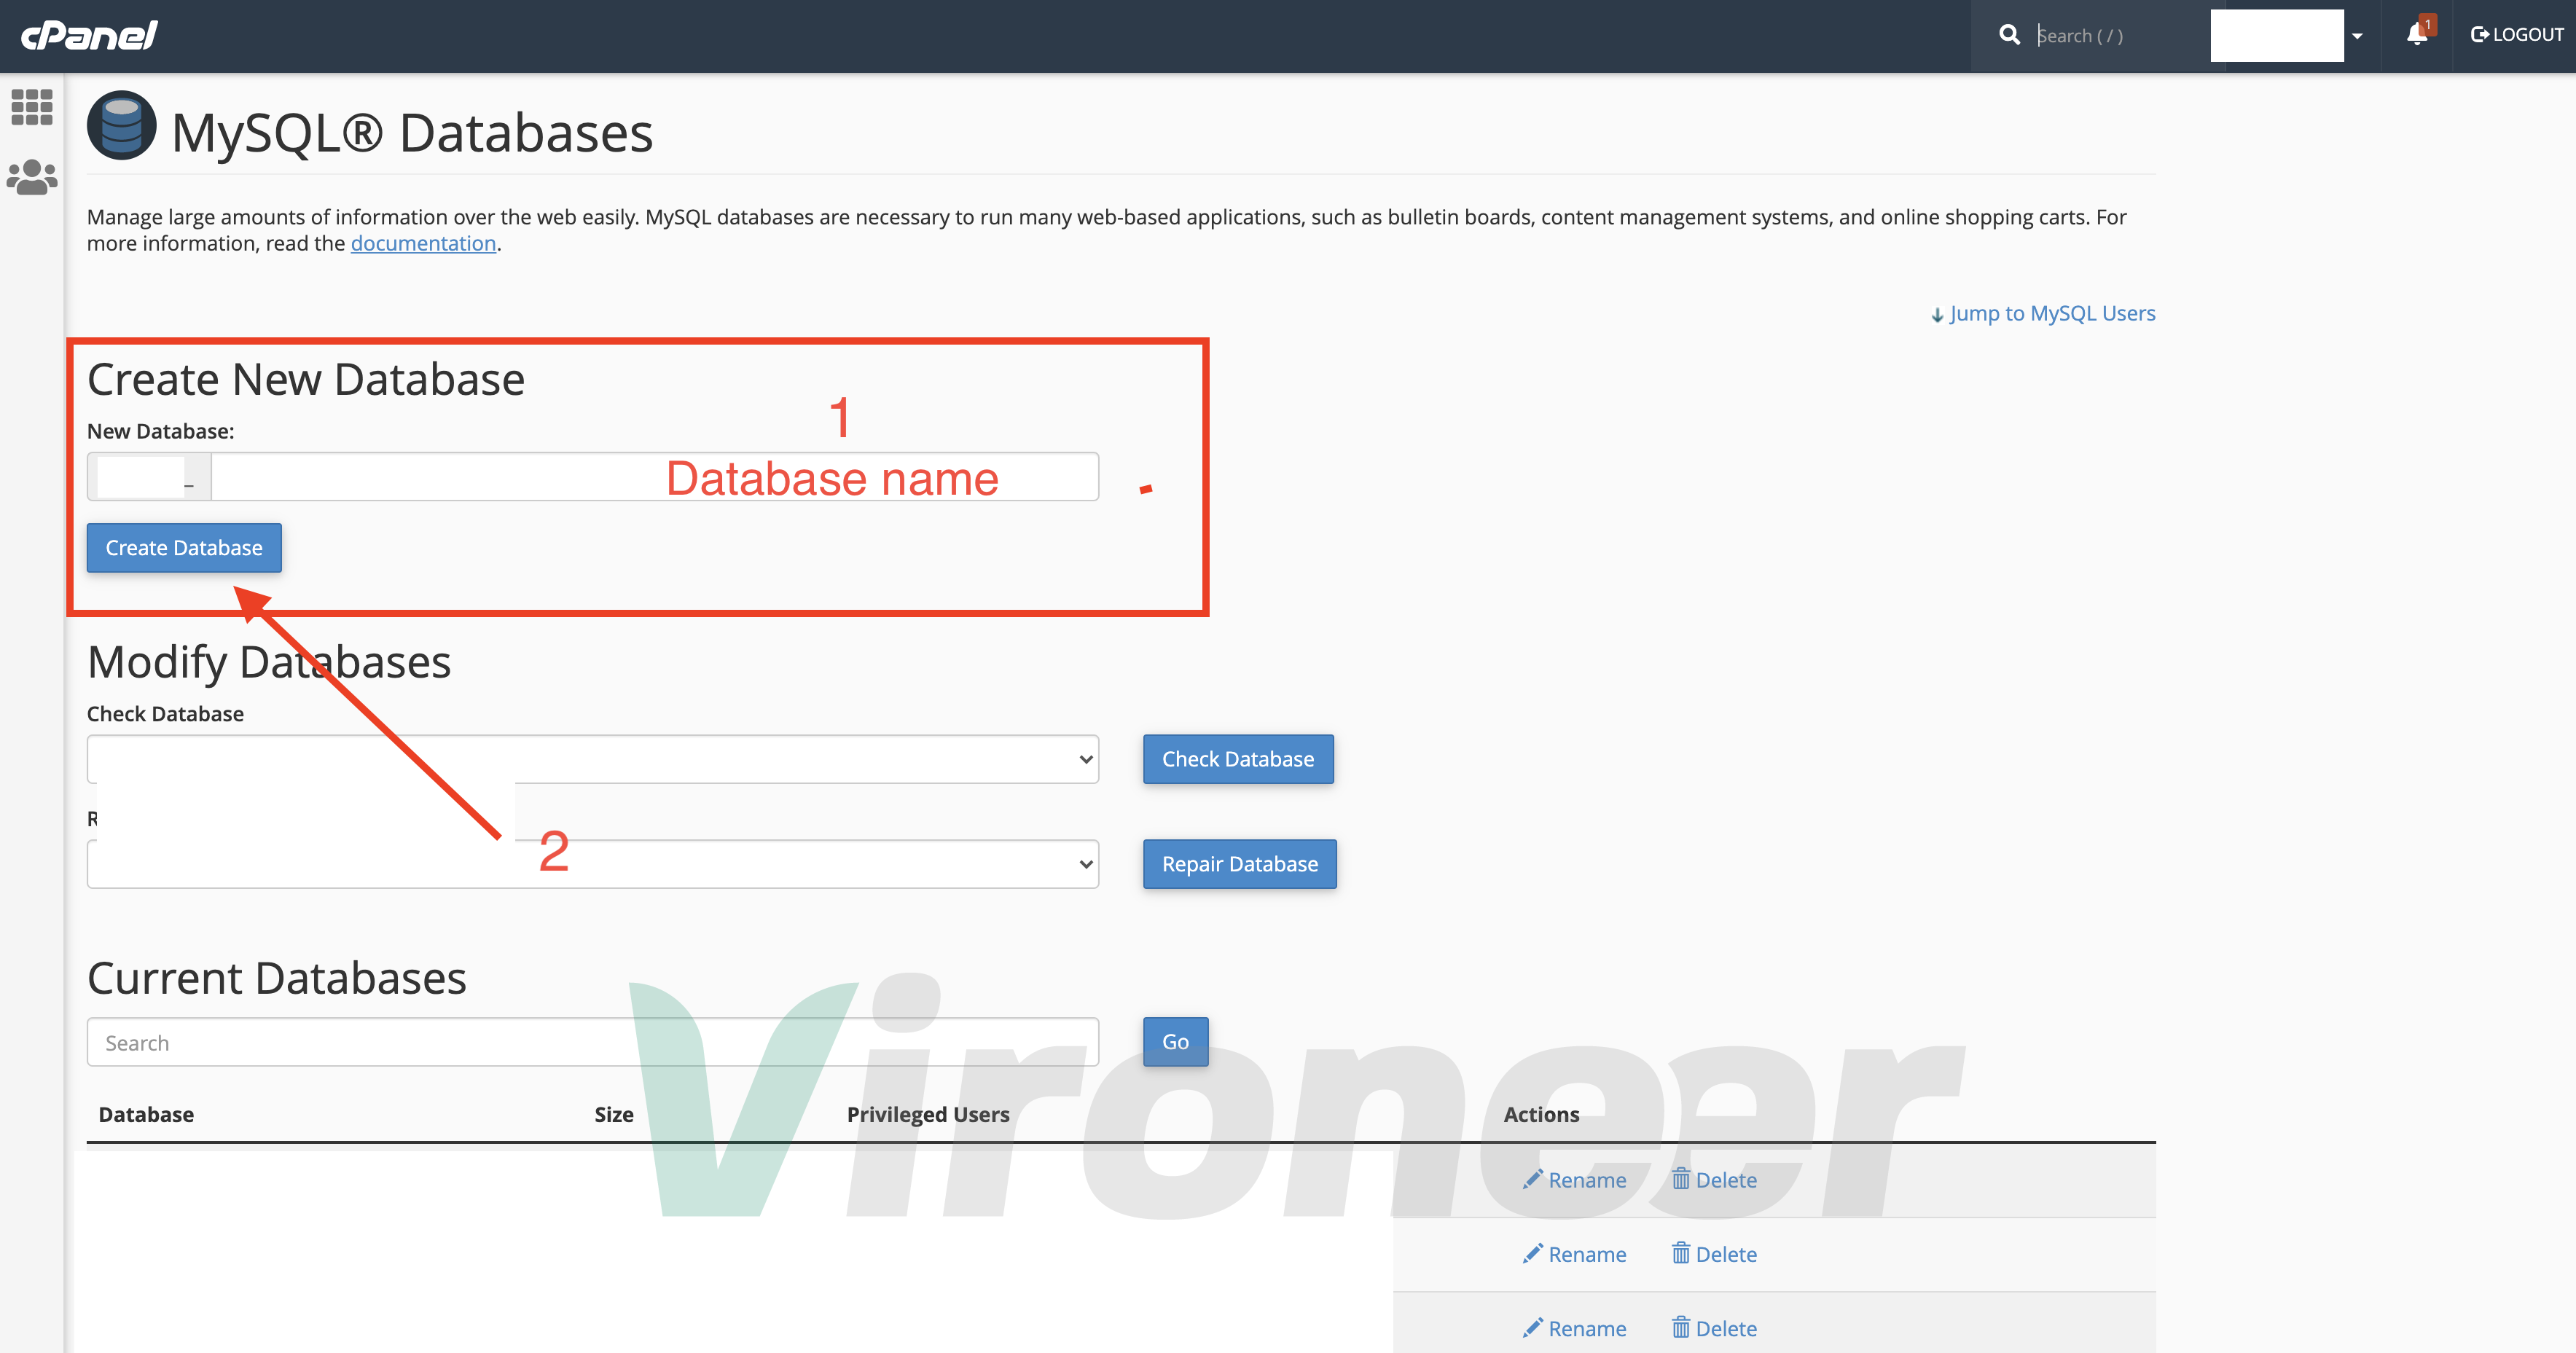 cPanel
Search ( / )
1
LOGOUT
MySQL® Databases
Manage large amounts of information over the web easily. MySQL databases are necessary to run many web-based applications, such as bulletin boards, content management systems, and online shopping carts. For
more information, read the documentation.
Jump to MySQL Users
Create New Database
1
New Database:
_
Database name
Create Database
Modify Databases
Check Database
Check Database
R
2
Repair Database
Current Databases
Search
Go
Vironeer
Database Size Privileged Users Actions
Rename Delete
Rename Delete
Rename Delete